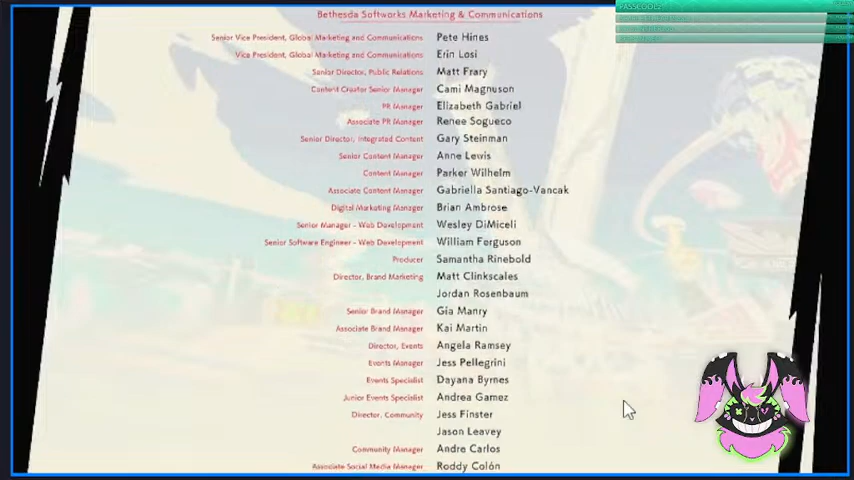 PASSCODE:
Bethesda Softworks Marketing & Communications
Senior Vice President, Global Marketing and Communications Pete Hines
Vice President, Global Marketing and Communications Erin Losi
Senior Director, Public Relations Matt Frary
Content Creator Senior Manager Cami Magnuson
PR Manager Elizabeth Gabriel
Associate PR Manager Renee Sogueco
Senior Director, Integrated Content Gary Steinman
Senior Content Manager Anne Lewis
Content Manager Parker Wilhelm
Associate Content Manager Gabriella Santiago-Vancak
Digital Marketing Manager Brian Ambrose
Senior Manager - Web Development Wesley DiMiceli
Senior Software Engineer - Web Development William Ferguson
Producer Samantha Rinebold
Director, Brand Marketing Matt Clinkscales
Jordan Rosenbaum
Senior Brand Manager Gia Manry
Associate Brand Manager Kai Martin
Director, Events Angela Ramsey
Events Manager Jess Pellegrini
Events Specialist Dayana Byrnes
Junior Events Specialist Andrea Gamez
Director, Community Jess Finster
Jason Leavey
Community Manager Andre Carlos
Associate Social Media Manager Roddy Colón